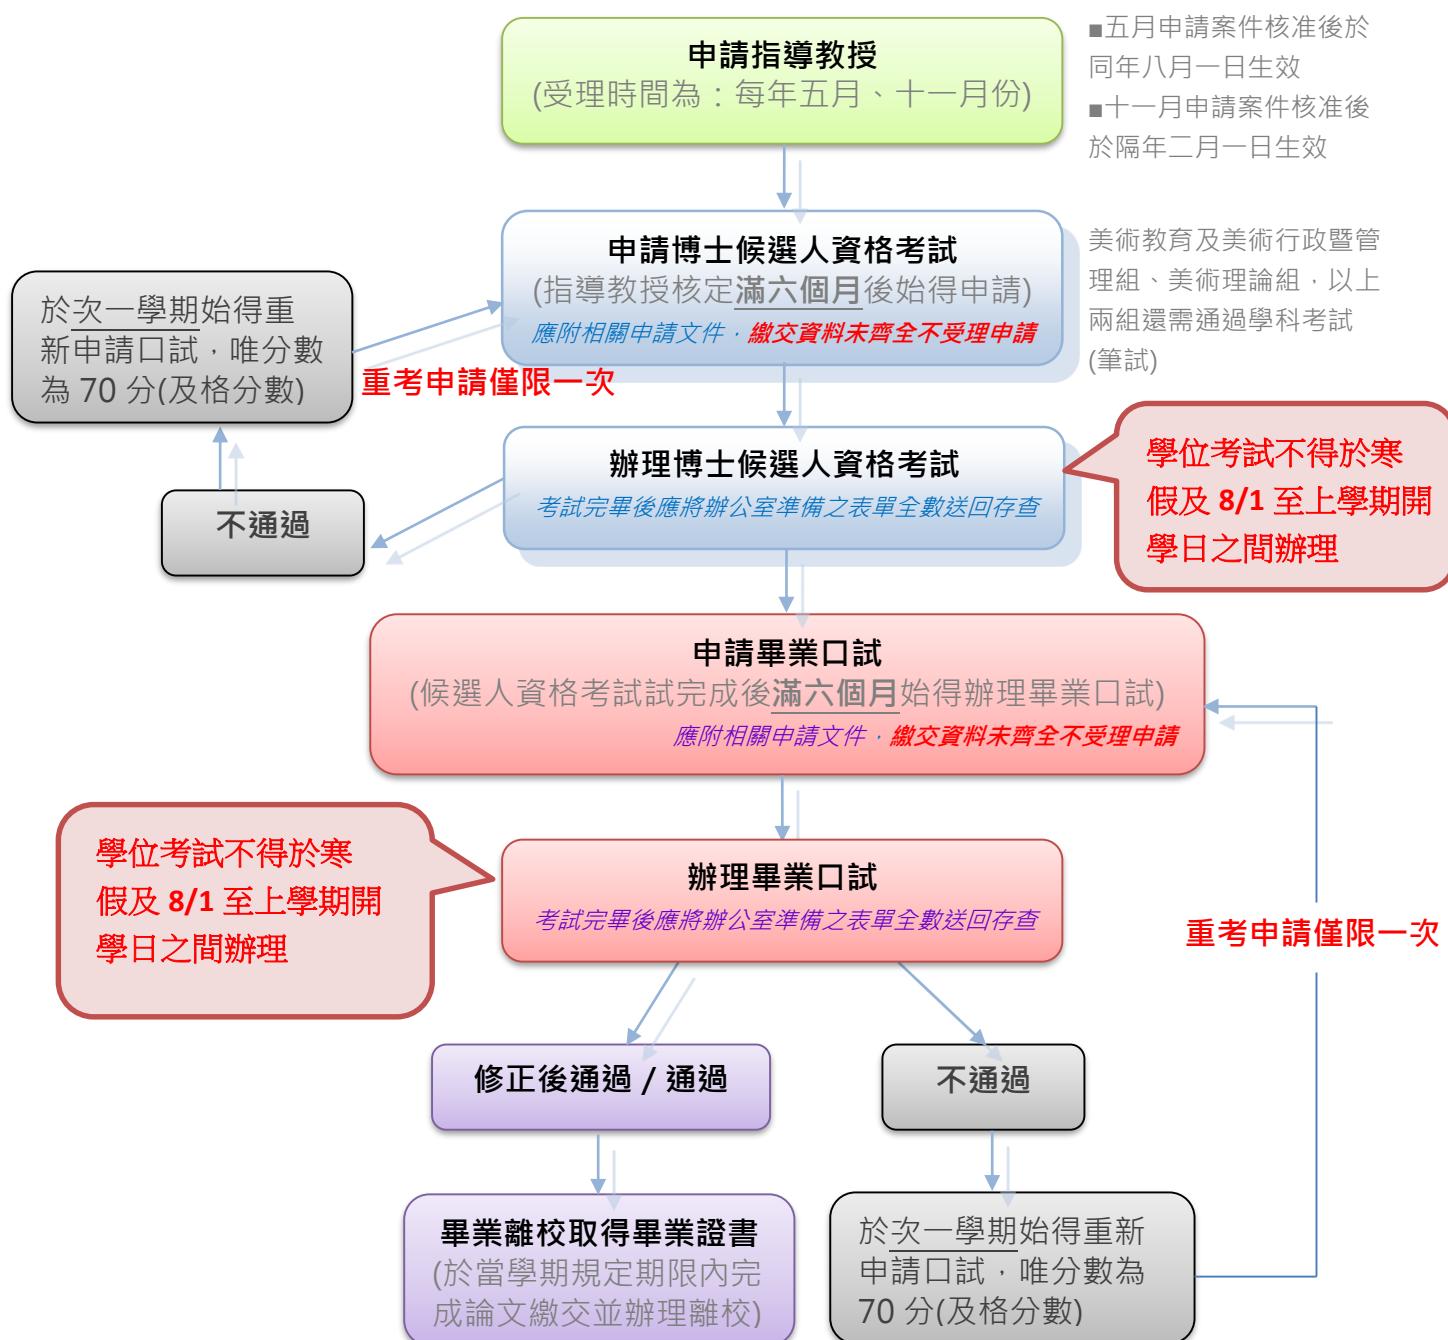 申請指導教授
(受理時間為：每年五月、十一月份)
■五月申請案件核准後於
同年八月一日生效
■十一月申請案件核准後
於隔年二月一日生效
申請博士候選人資格考試
(指導教授核定滿六個月後始得申請)
應附相關申請文件，繳交資料未齊全不受理申請
美術教育及美術行政暨管
理組、美術理論組，以上
兩組還需通過學科考試
(筆試)
於次一學期始得重
新申請口試，唯分數
為 70 分(及格分數)
重考申請僅限一次
辦理博士候選人資格考試
考試完畢後應將辦公室準備之表單全數送回存查
學位考試不得於寒
假及 8/1 至上學期開
學日之間辦理
不通過
申請畢業口試
(候選人資格考試試完成後滿六個月始得辦理畢業口試)
應附相關申請文件，繳交資料未齊全不受理申請
學位考試不得於寒
假及 8/1 至上學期開
學日之間辦理
辦理畢業口試
考試完畢後應將辦公室準備之表單全數送回存查
重考申請僅限一次
修正後通過 / 通過
不通過
畢業離校取得畢業證書
(於當學期規定期限內完
成論文繳交並辦理離校)
於次一學期始得重新
申請口試，唯分數為
70 分(及格分數)